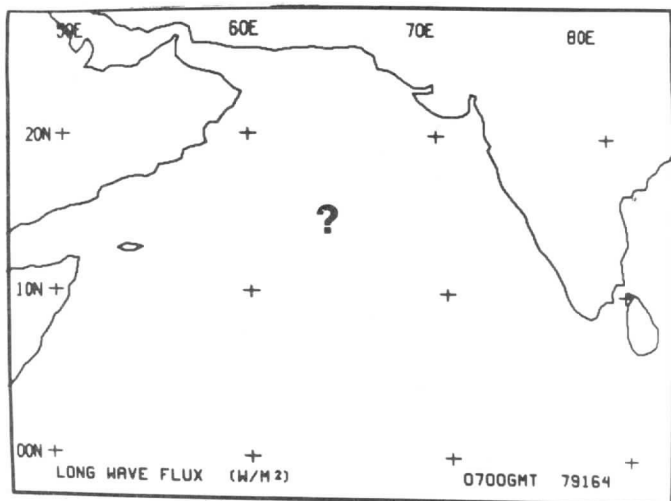 50E 60E 70E 80E
20N
?
10N
00N
LONG WAVE FLUX (W/M2) 0700GMT 79164